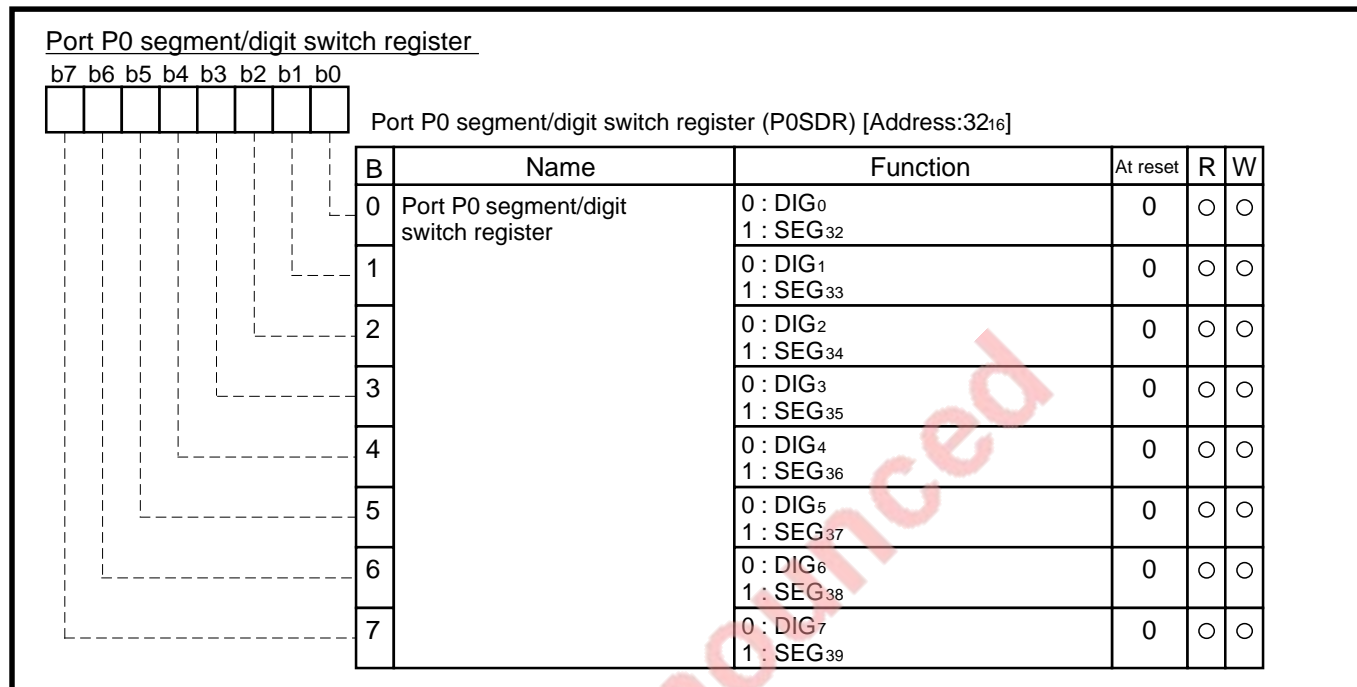 Port P0 segment/digit switch register
b7 b6 b5 b4 b3 b2 b1 b0
Port P0 segment/digit switch register (P0SDR) [Address:3216]
B Name Function At reset R W
0 Port P0 segment/digit 0 : DIG0 0 ○ ○
switch register 1 : SEG32
1 0 : DIG1 0 ○ ○
1 : SEG33
2 0 : DIG2 0 ○ ○
1 : SEG34
3 0 : DIG3 0 ○ ○
1 : SEG35
4 0 : DIG4 0 ○ ○
1 : SEG36
5 0 : DIG5 0 ○ ○
1 : SEG37
6 0 : DIG6 0 ○ ○
1 : SEG38
7 0 : DIG7 0 ○ ○
1 : SEG39
ounced